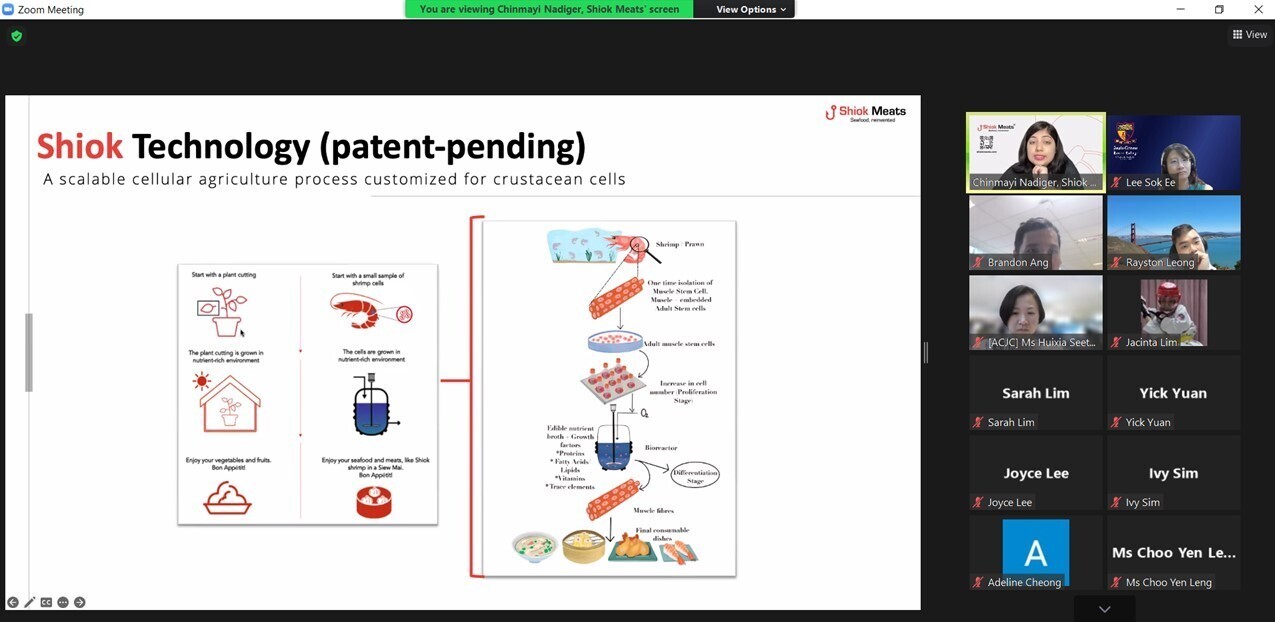 Zoom Meeting
You are viewing Chinmayi Nadiger, Shiok Meats' screen
View Options
View
Shiok Meats
Seafood, reinvented
Shiok Technology (patent-pending)
A scalable cellular agriculture process customized for crustacean cells
Start with a plant cutting
The plant cutting is grown in
nutrient-rich environment
Enjoy your vegetables and fruits.
Bon Appétit!
Start with a small sample of
shrimp cells
The cells are grown in
nutrient-rich environment
Enjoy your seafood and meats, like Shiok
shrimp in a Siew Mai.
Bon Appétit!
Shrimp / Prawn
One time isolation of
Muscle Stem Cell.
Muscle - embedded
Adult Stem cells
Adult muscle stem cells
Increase in cell
number (Proliferation
Stage)
O₂
Edible nutrient
broth + Growth
factors
*Proteins
*Fatty Acids
Lipids
*Vitamins
*Trace elements
Bioreactor
Differentiation
Stage
Muscle fibres
Final consumable
dishes
CC
Shiok Meats
Chinmayi Nadiger, Shiok ...
Lee Sok Ee
Brandon Ang
Rayston Leong
[ACJC] Ms Huixia Seet...
Jacinta Lim
Sarah Lim
Sarah Lim
Yick Yuan
Yick Yuan
Joyce Lee
Joyce Lee
Ivy Sim
Ivy Sim
A
Adeline Cheong
Ms Choo Yen Le...
Ms Choo Yen Leng